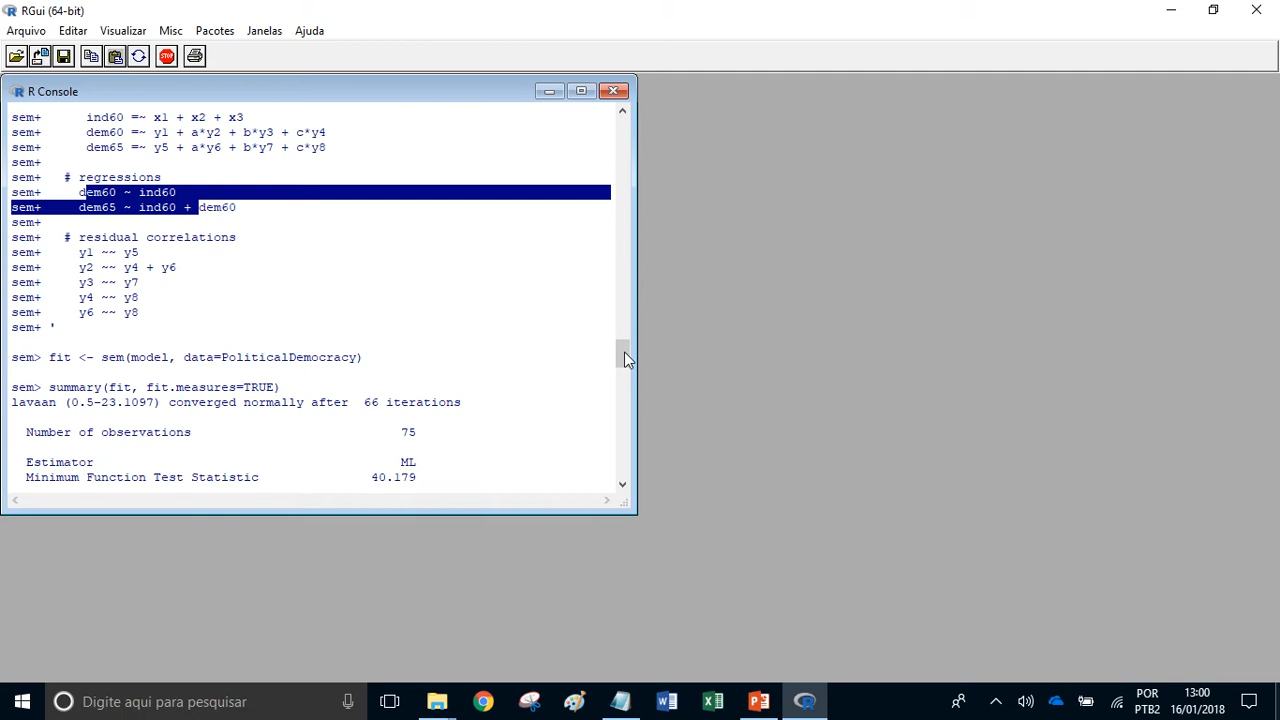 RGui (64-bit)
Arquivo Editar Visualizar Misc Pacotes Janelas Ajuda
STOP
R Console
sem+ ind60 =~ x1 + x2 + x3
sem+ dem60 =~ y1 + a*y2 + b*y3 + c*y4
sem+ dem65 =~ y5 + a*y6 + b*y7 + c*y8
sem+
sem+ # regressions
sem+ dem60 ~ ind60
sem+ dem65 ~ ind60 + dem60
sem+
sem+ # residual correlations
sem+ y1 ~~ y5
sem+ y2 ~~ y4 + y6
sem+ y3 ~~ y7
sem+ y4 ~~ y8
sem+ y6 ~~ y8
sem+ '
sem> fit <- sem(model, data=PoliticalDemocracy)
sem> summary(fit, fit.measures=TRUE)
lavaan (0.5-23.1097) converged normally after 66 iterations
Number of observations 75
Estimator ML
Minimum Function Test Statistic 40.179
Digite aqui para pesquisar
POR 13:00
PTB2 16/01/2018